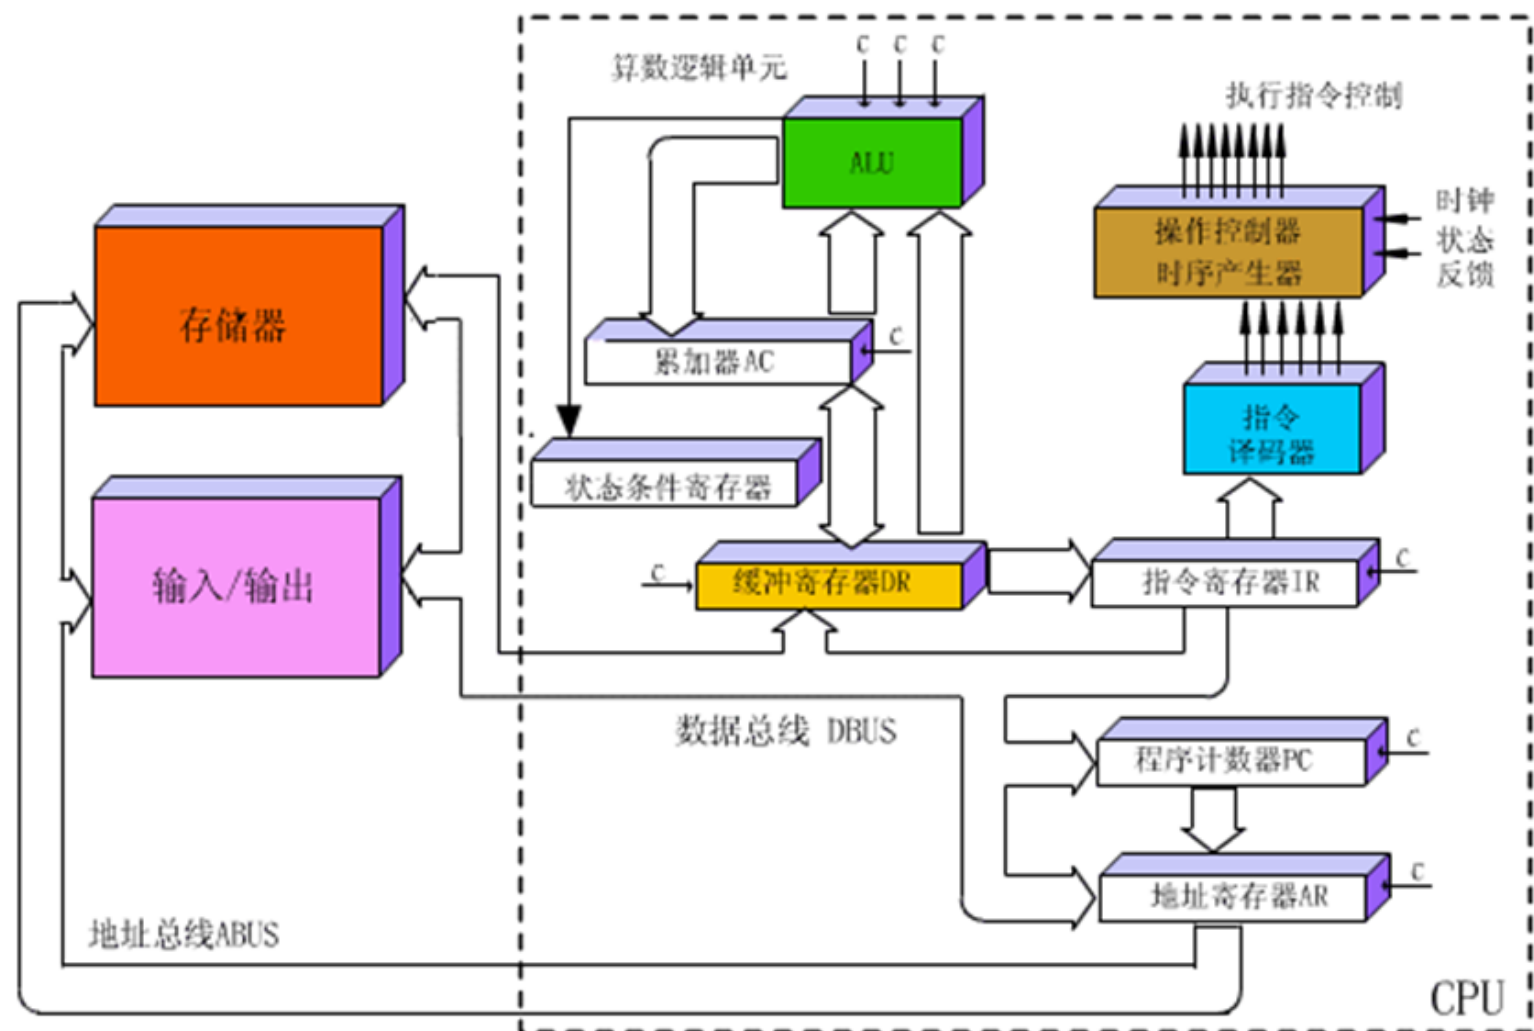 C C C
算数逻辑单元
执行指令控制
ALU
时钟
操作控制器
状态
时序产生器
反馈
存储器
C
累加器AC
指令
译码器
状态条件寄存器
输入/输出
C
缓冲寄存器DR
指令寄存器IR
C
数据总线 DBUS
程序计数器PC
C
地址寄存器AR
C
地址总线ABUS
CPU